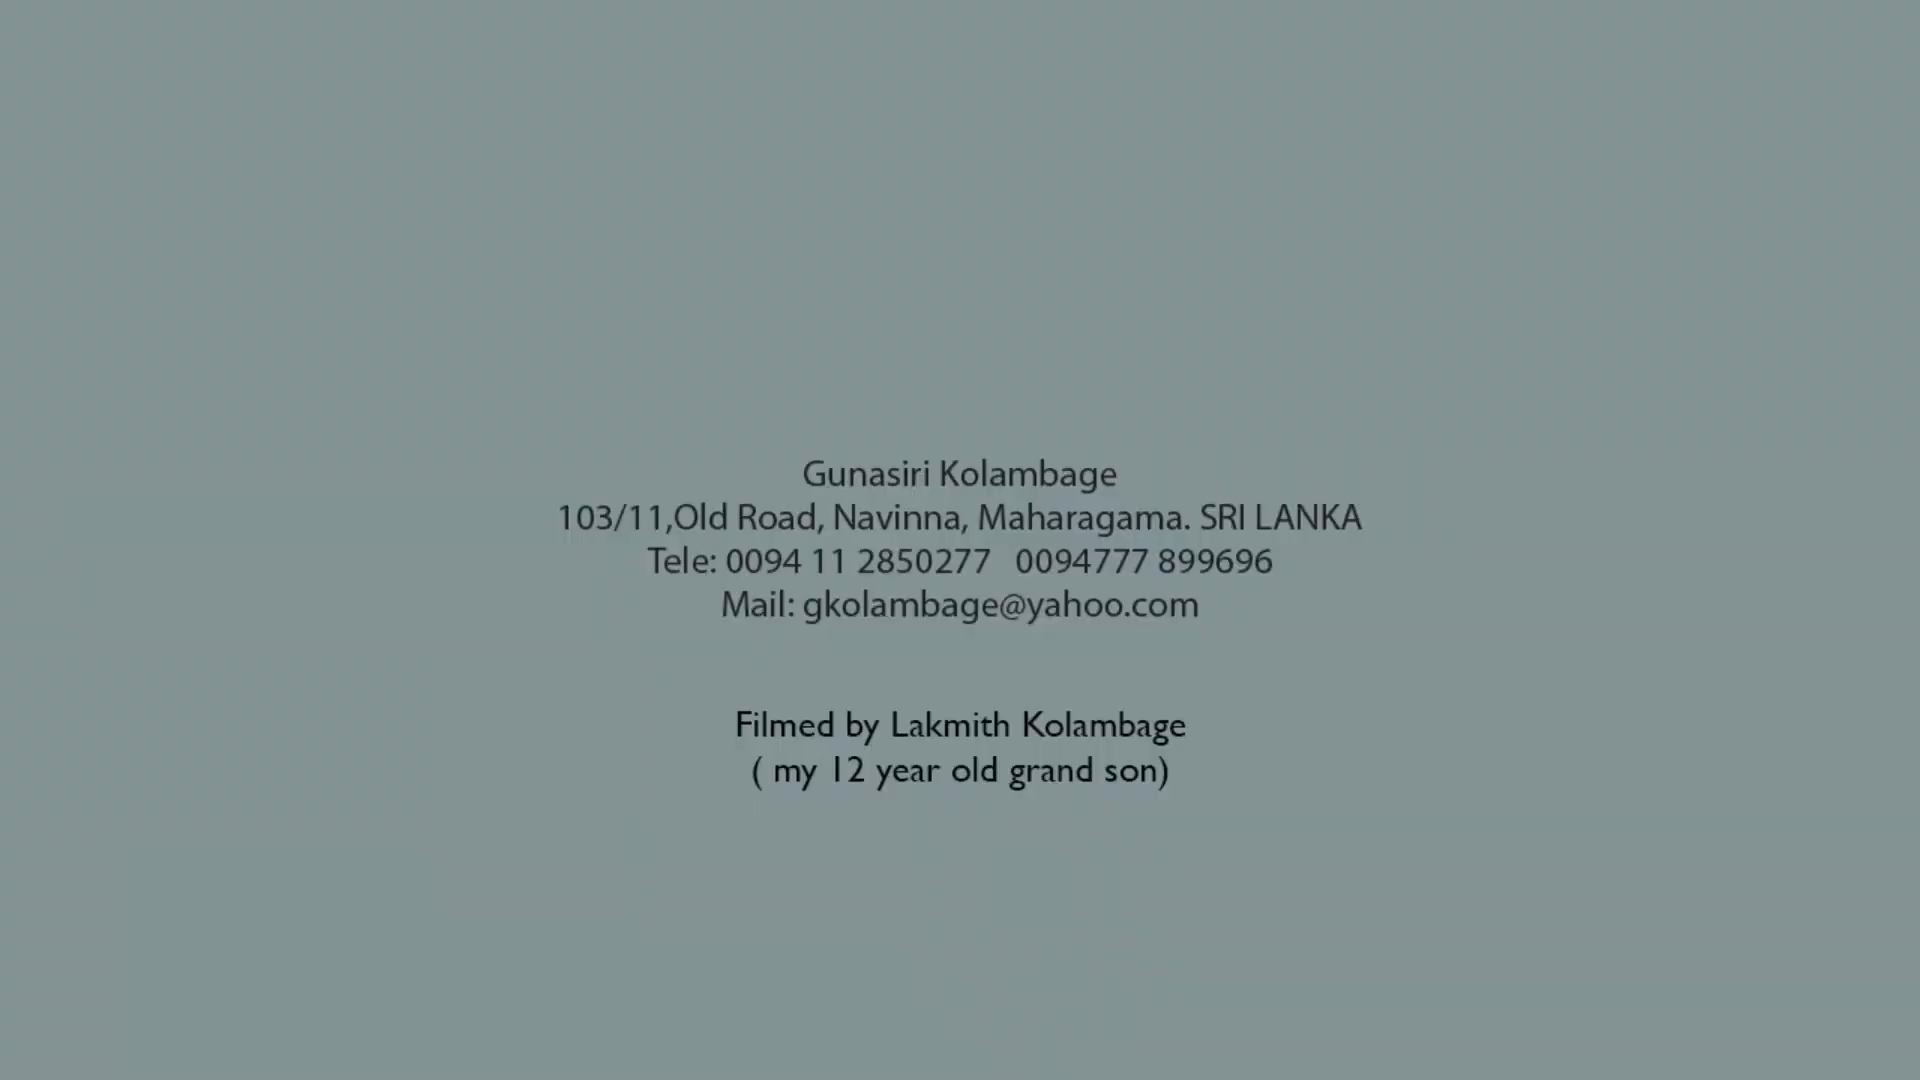 Gunasiri Kolambage
103/11,Old Road, Navinna, Maharagama. SRI LANKA
Tele: 0094 11 2850277   0094777 899696
Mail: gkolambage@yahoo.com
Filmed by Lakmith Kolambage
( my 12 year old grand son)